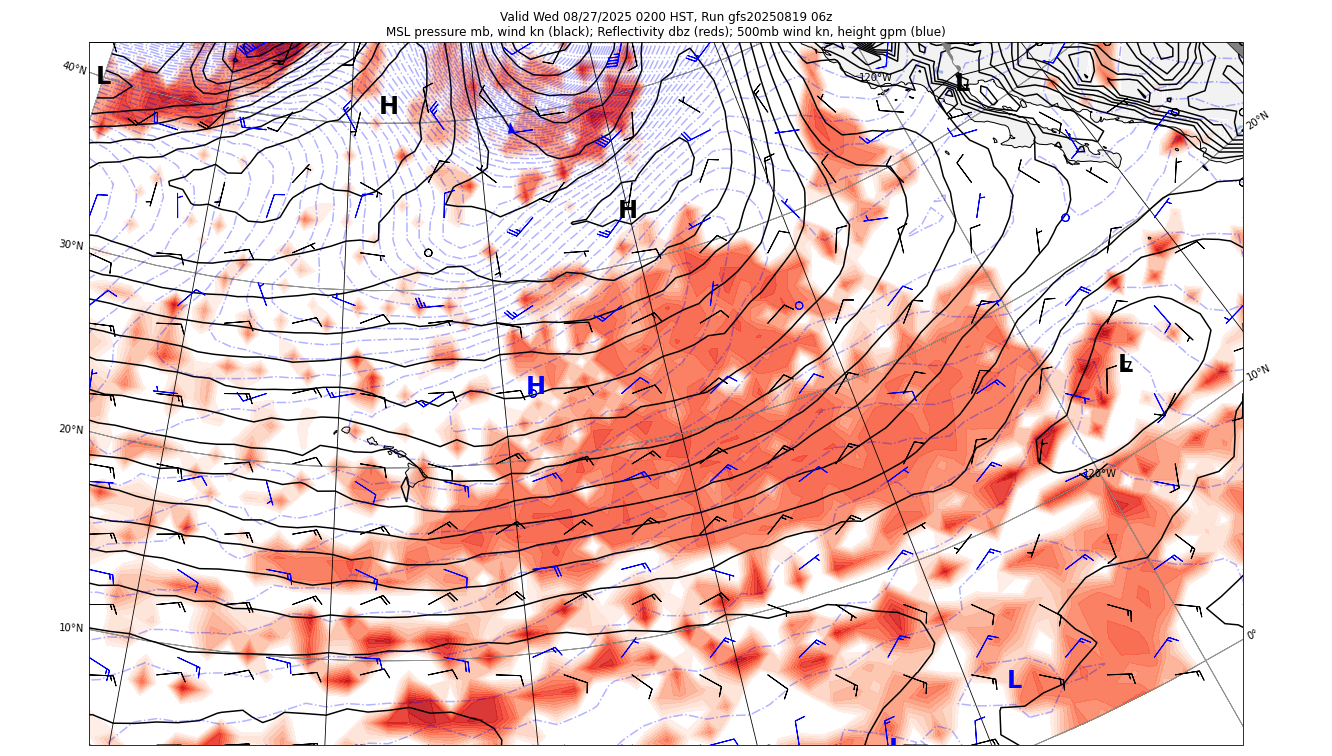 Valid Wed 08/27/2025 0200 HST, Run gfs20250819 06z
MSL pressure mb, wind kn (black); Reflectivity dbz (reds); 500mb wind kn, height gpm (blue)
40°N
L
H
120°W
L
20°N
H
30°N
L
10°N
H
20°N
120°W
10°N
0°
L
L